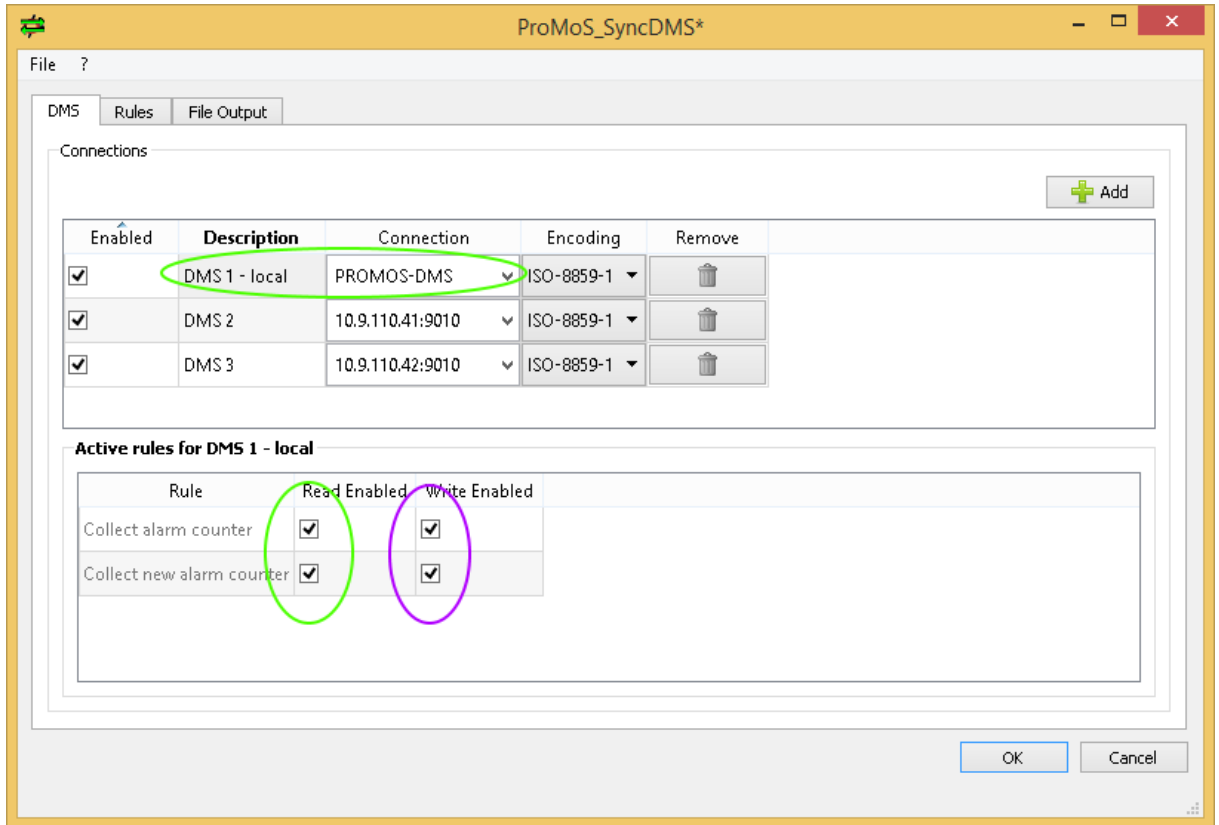 ProMoS_SyncDMS*
File ?
DMS Rules File Output
Connections
Add
Enabled Description Connection Encoding Remove
DMS 1 - local PROMOS-DMS ISO-8859-1
DMS 2 10.9.110.41:9010 ISO-8859-1
DMS 3 10.9.110.42:9010 ISO-8859-1
Active rules for DMS 1 - local
Rule Read Enabled Write Enabled
Collect alarm counter
Collect new alarm counter
OK Cancel